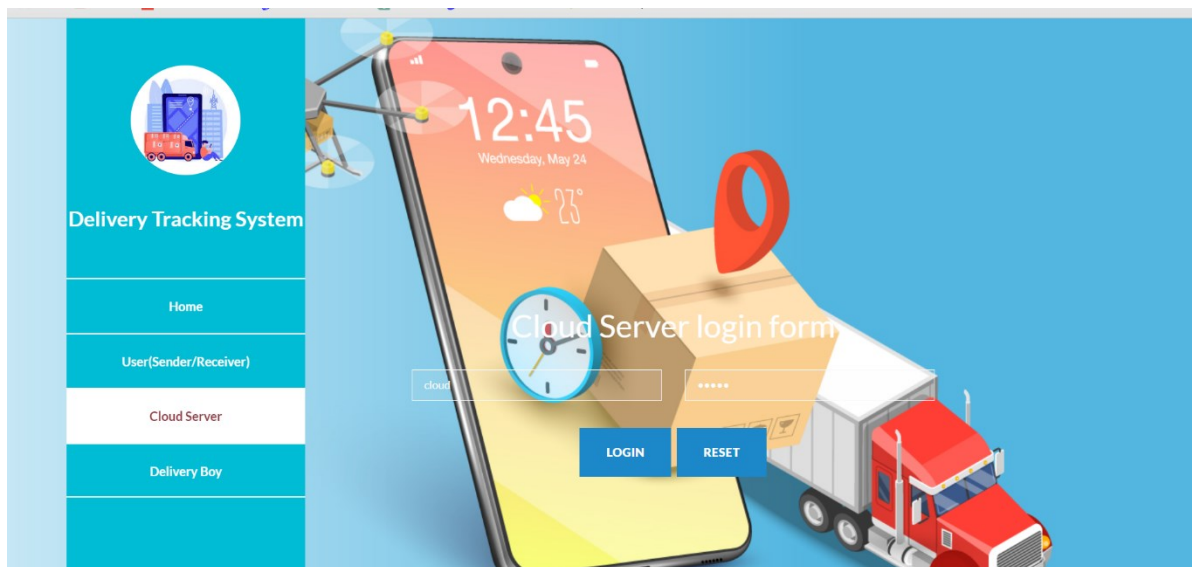 Delivery Tracking System
Home
User(Sender/Receiver)
Cloud Server
Delivery Boy
12:45
Wednesday, May 24
23°
Cloud Server login form
cloud
•••••
LOGIN
RESET